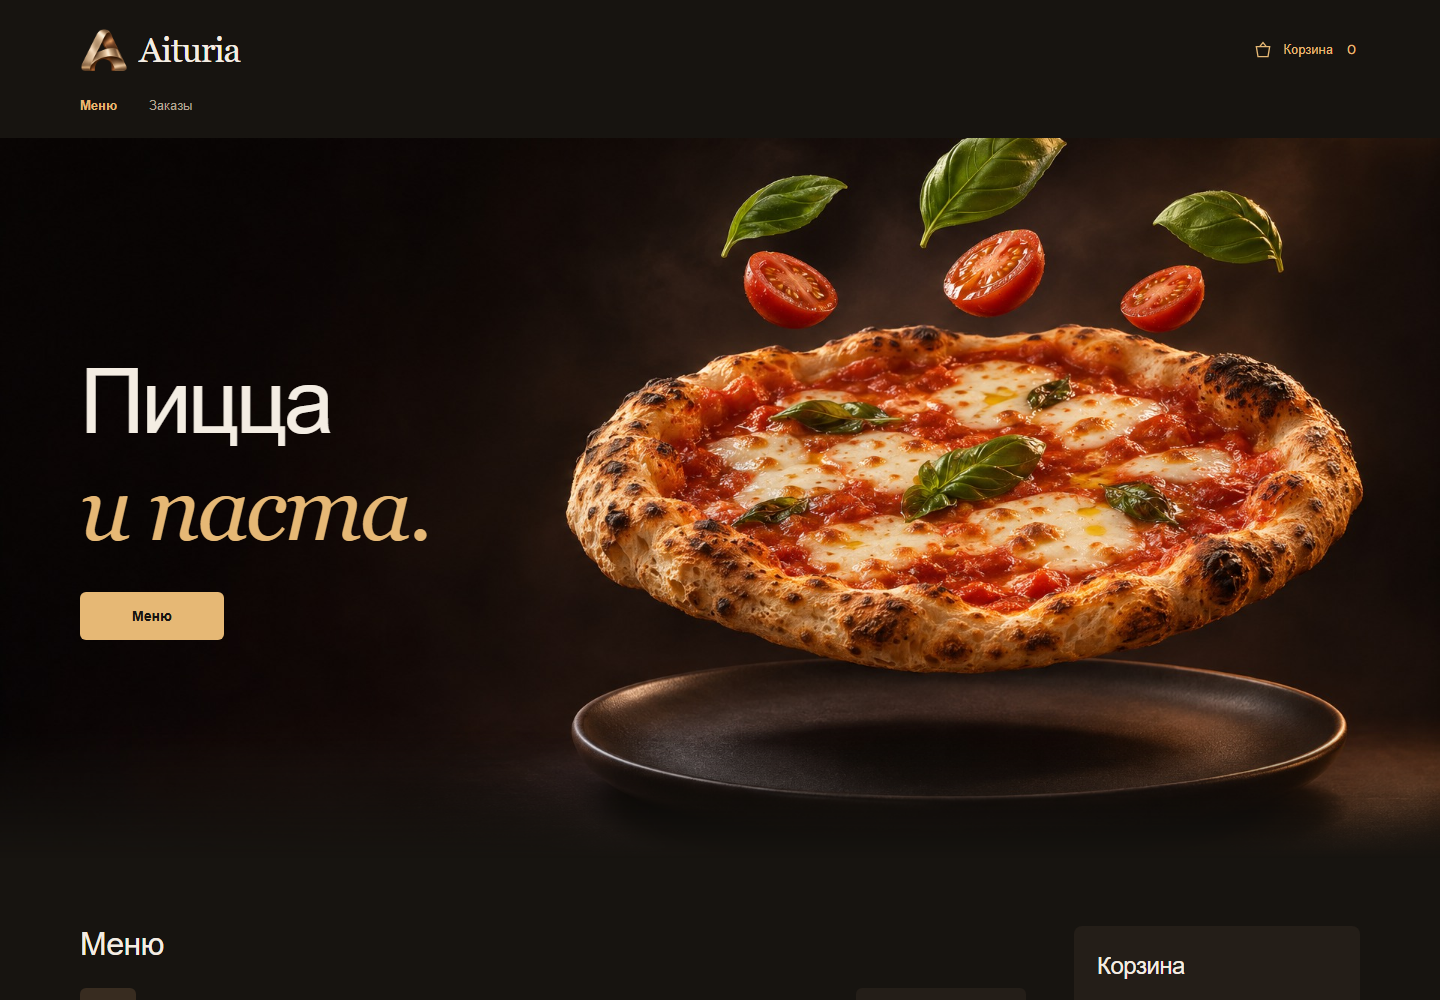 Aituria
Корзина 0
Меню Заказы
Пицца
и паста.
Меню
Меню
Корзина